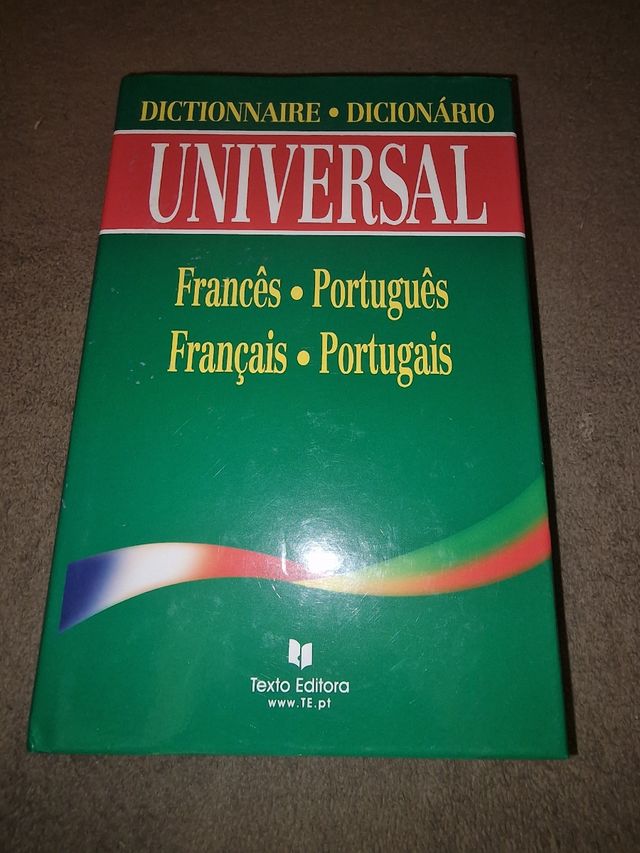 DICTIONNAIRE • DICIONÁRIO
UNIVERSAL
Francês • Português
Français • Portugais
Texto Editora
www.TE.pt